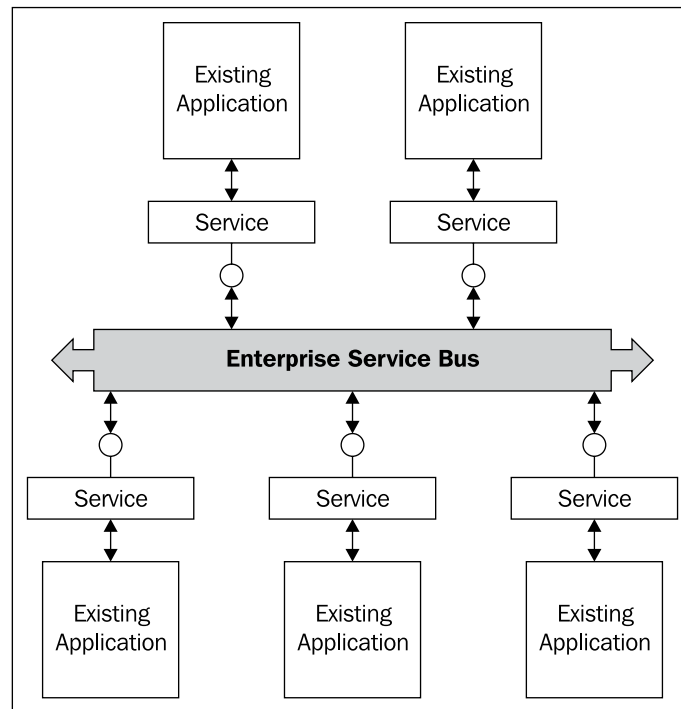 Existing
Application
Existing
Application
Service
Service
Enterprise Service Bus
Service
Service
Service
Existing
Application
Existing
Application
Existing
Application